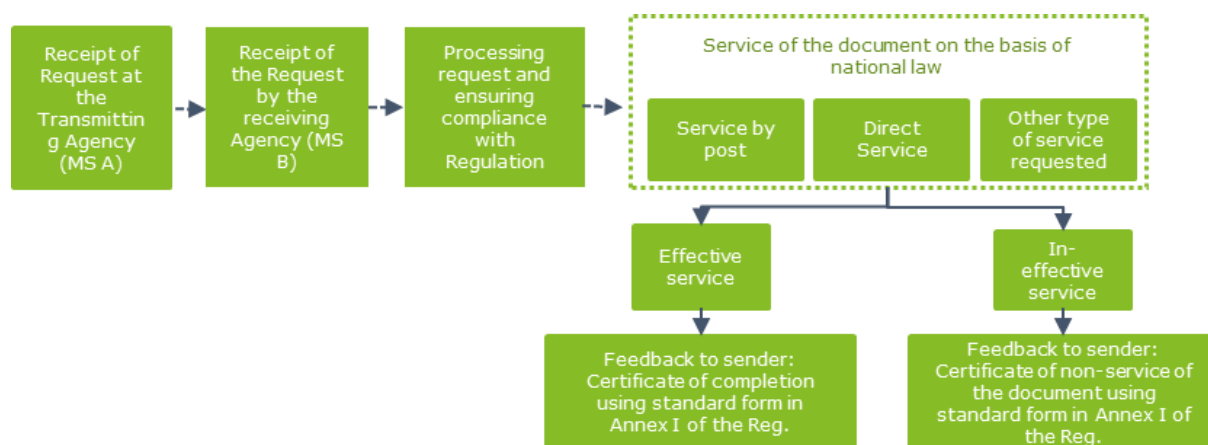 Receipt of
Request at
the
Transmittin
g Agency
(MS A)
Receipt of
the Request
by the
receiving
Agency (MS
B)
Processing
request and
ensuring
compliance
with
Regulation
Service of the document on the basis of
national law
Service by
post
Direct
Service
Other type
of service
requested
Effective
service
In-
effective
service
Feedback to sender:
Certificate of completion
using standard form in
Annex I of the Reg.
Feedback to sender:
Certificate of non-service of
the document using
standard form in Annex I of
the Reg.